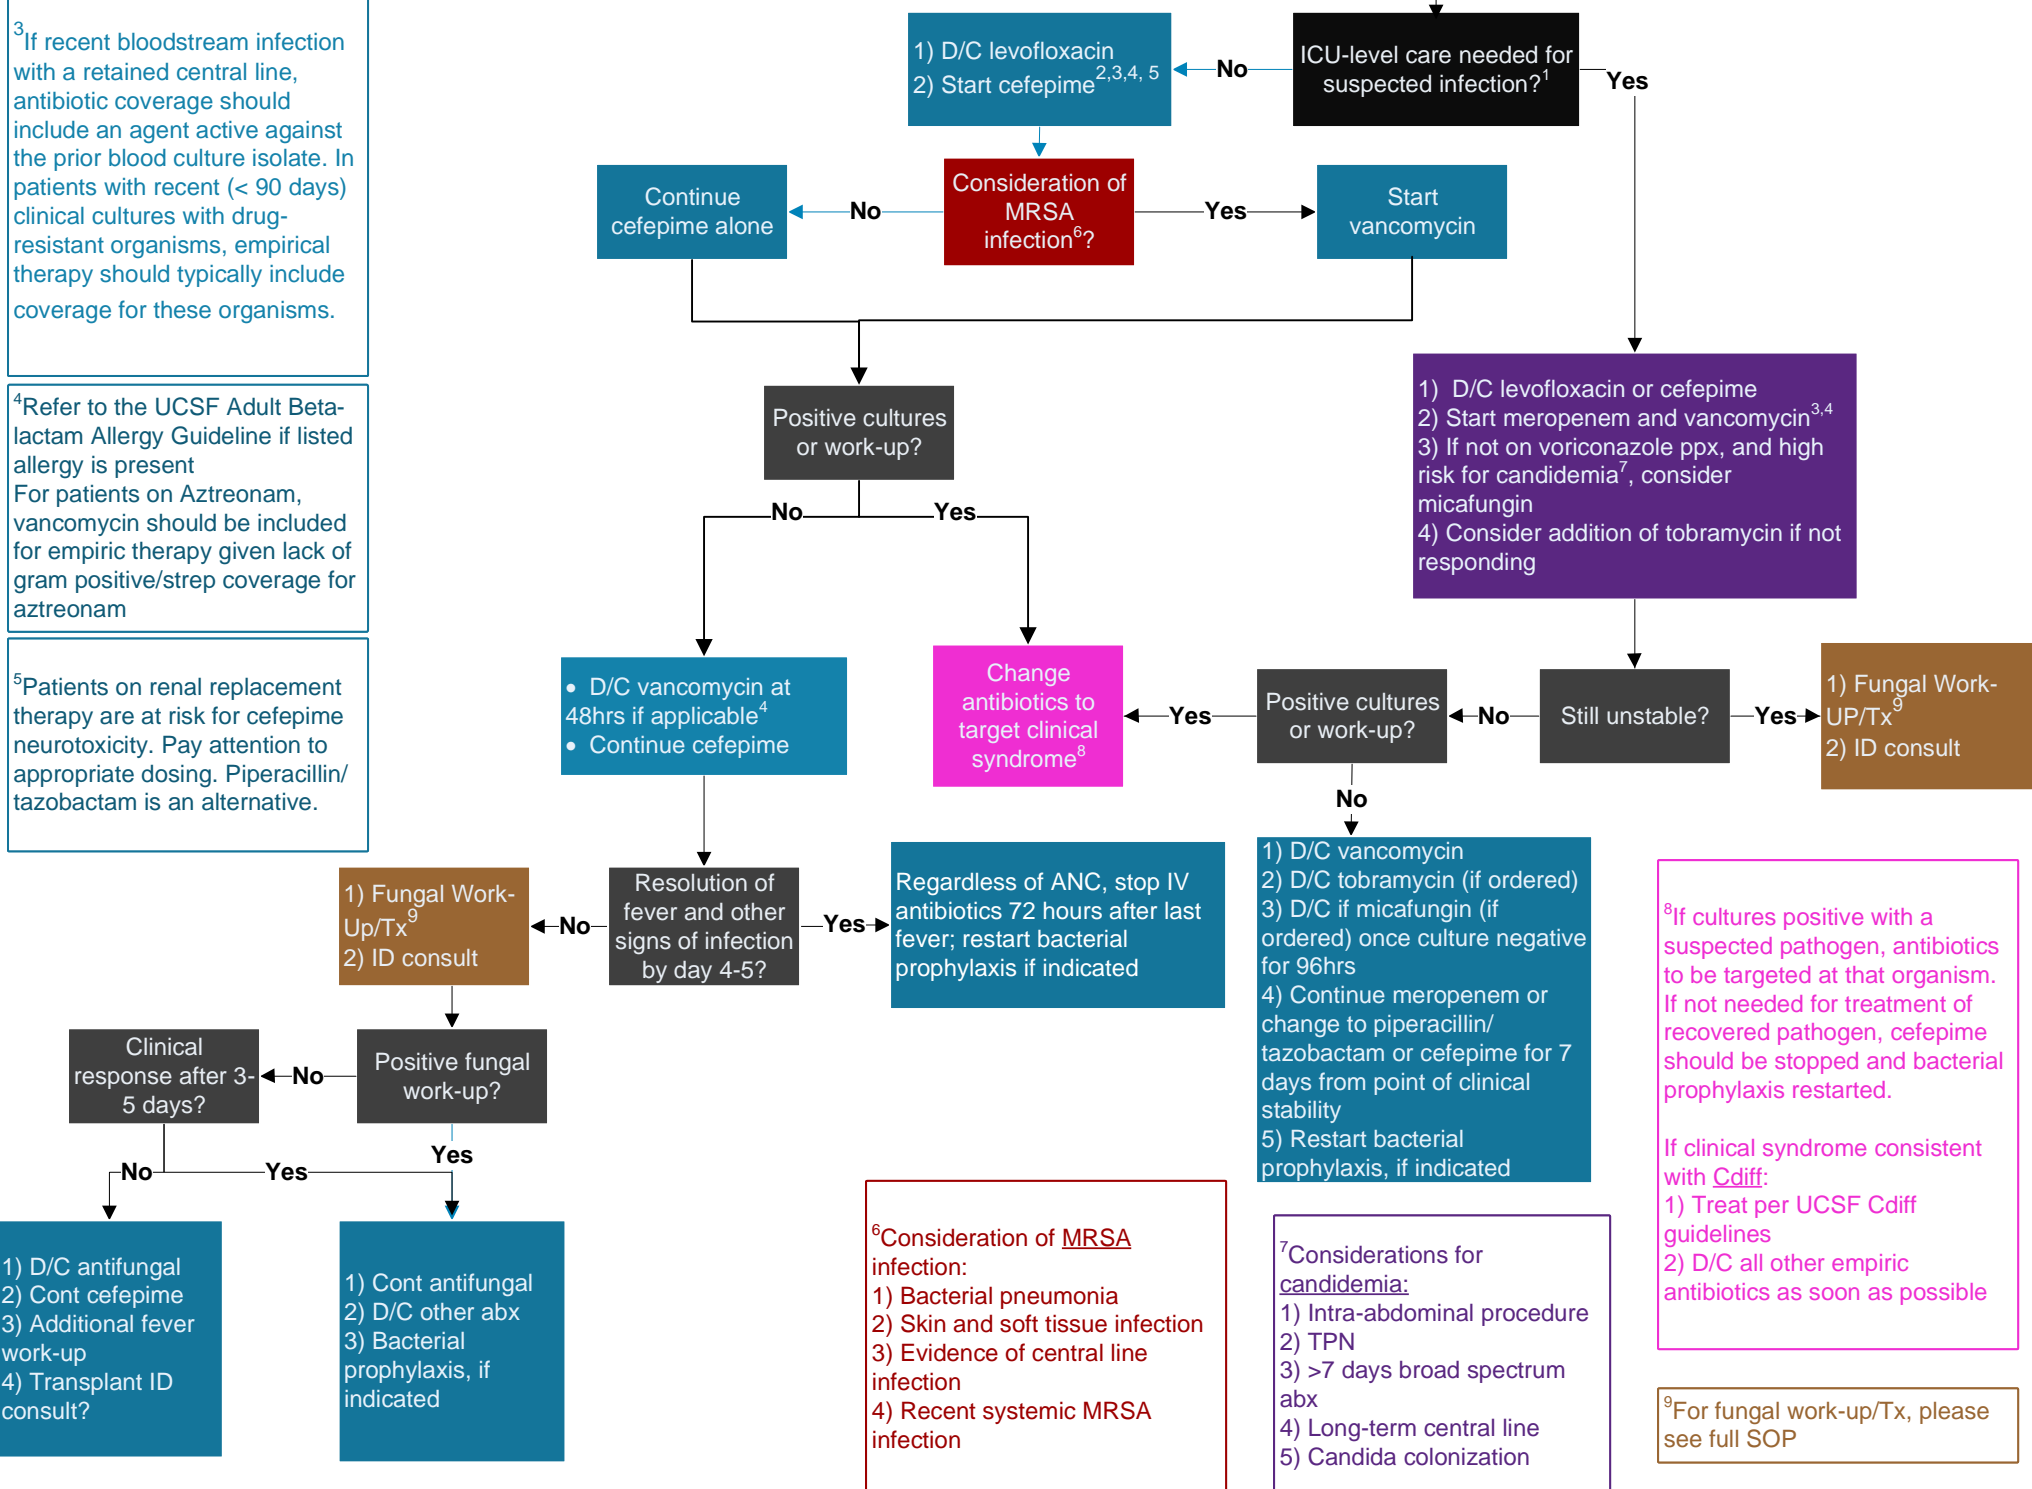 ³If recent bloodstream infection
with a retained central line,
antibiotic coverage should
include an agent active against
the prior blood culture isolate. In
patients with recent (< 90 days)
clinical cultures with drug-
resistant organisms, empirical
therapy should typically include
coverage for these organisms.
⁴Refer to the UCSF Adult Beta-
lactam Allergy Guideline if listed
allergy is present
For patients on Aztreonam,
vancomycin should be included
for empiric therapy given lack of
gram positive/strep coverage for
aztreonam
⁵Patients on renal replacement
therapy are at risk for cefepime
neurotoxicity. Pay attention to
appropriate dosing. Piperacillin/
tazobactam is an alternative.
1) D/C levofloxacin
2) Start cefepime²,³,⁴, ⁵
No
ICU-level care needed for
suspected infection?¹
Yes
Continue
cefepime alone
No
Consideration of
MRSA
infection⁶?
Yes
Start
vancomycin
Positive cultures
or work-up?
No
Yes
1) D/C levofloxacin or cefepime
2) Start meropenem and vancomycin³,⁴
3) If not on voriconazole ppx, and high
risk for candidemia⁷, consider
micafungin
4) Consider addition of tobramycin if not
responding
• D/C vancomycin at
48hrs if applicable⁴
• Continue cefepime
Change
antibiotics to
target clinical
syndrome⁸
Yes
Positive cultures
or work-up?
No
Still unstable?
Yes
1) Fungal Work-
UP/Tx⁹
2) ID consult
No
1) Fungal Work-
Up/Tx⁹
2) ID consult
No
Resolution of
fever and other
signs of infection
by day 4-5?
Yes
Regardless of ANC, stop IV
antibiotics 72 hours after last
fever; restart bacterial
prophylaxis if indicated
1) D/C vancomycin
2) D/C tobramycin (if ordered)
3) D/C if micafungin (if
ordered) once culture negative
for 96hrs
4) Continue meropenem or
change to piperacillin/
tazobactam or cefepime for 7
days from point of clinical
stability
5) Restart bacterial
prophylaxis, if indicated
Clinical
response after 3-
5 days?
No
Positive fungal
work-up?
No
Yes
Yes
1) D/C antifungal
2) Cont cefepime
3) Additional fever
work-up
4) Transplant ID
consult?
1) Cont antifungal
2) D/C other abx
3) Bacterial
prophylaxis, if
indicated
⁶Consideration of MRSA
infection:
1) Bacterial pneumonia
2) Skin and soft tissue infection
3) Evidence of central line
infection
4) Recent systemic MRSA
infection
⁷Considerations for
candidemia:
1) Intra-abdominal procedure
2) TPN
3) >7 days broad spectrum
abx
4) Long-term central line
5) Candida colonization
⁸If cultures positive with a
suspected pathogen, antibiotics
to be targeted at that organism.
If not needed for treatment of
recovered pathogen, cefepime
should be stopped and bacterial
prophylaxis restarted.
If clinical syndrome consistent
with Cdiff:
1) Treat per UCSF Cdiff
guidelines
2) D/C all other empiric
antibiotics as soon as possible
⁹For fungal work-up/Tx, please
see full SOP